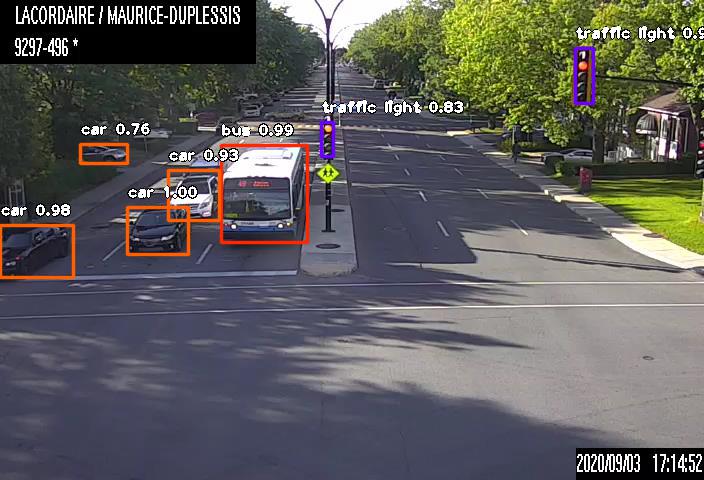 LACORDAIRE / MAURICE-DUPLESSIS
9297-496 *
traffic light 0.9
traffic light 0.83
car 0.76
bus 0.99
car 0.93
car 1.00
car 0.98
2020/09/03 17:14:52